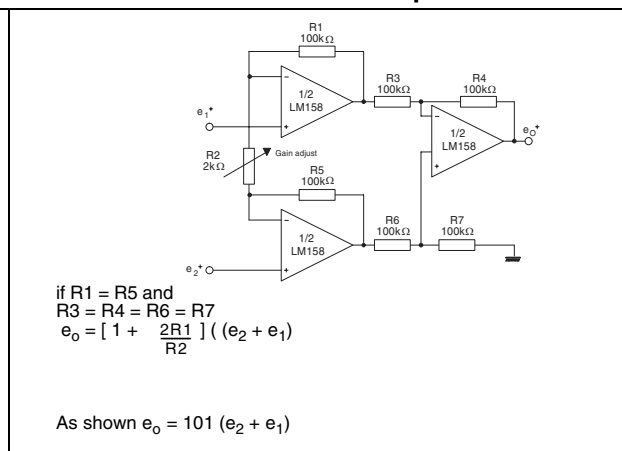 R1
100kΩ
R3
100kΩ
R4
100kΩ
1/2
LM158
e1+
eO+
1/2
LM158
R2
2kΩ
Gain adjust
R5
100kΩ
R6
100kΩ
R7
100kΩ
1/2
LM158
e2+
if R1 = R5 and
R3 = R4 = R6 = R7
eo = [ 1 + 2R1/R2 ] ( (e2 + e1)
As shown eo = 101 (e2 + e1)